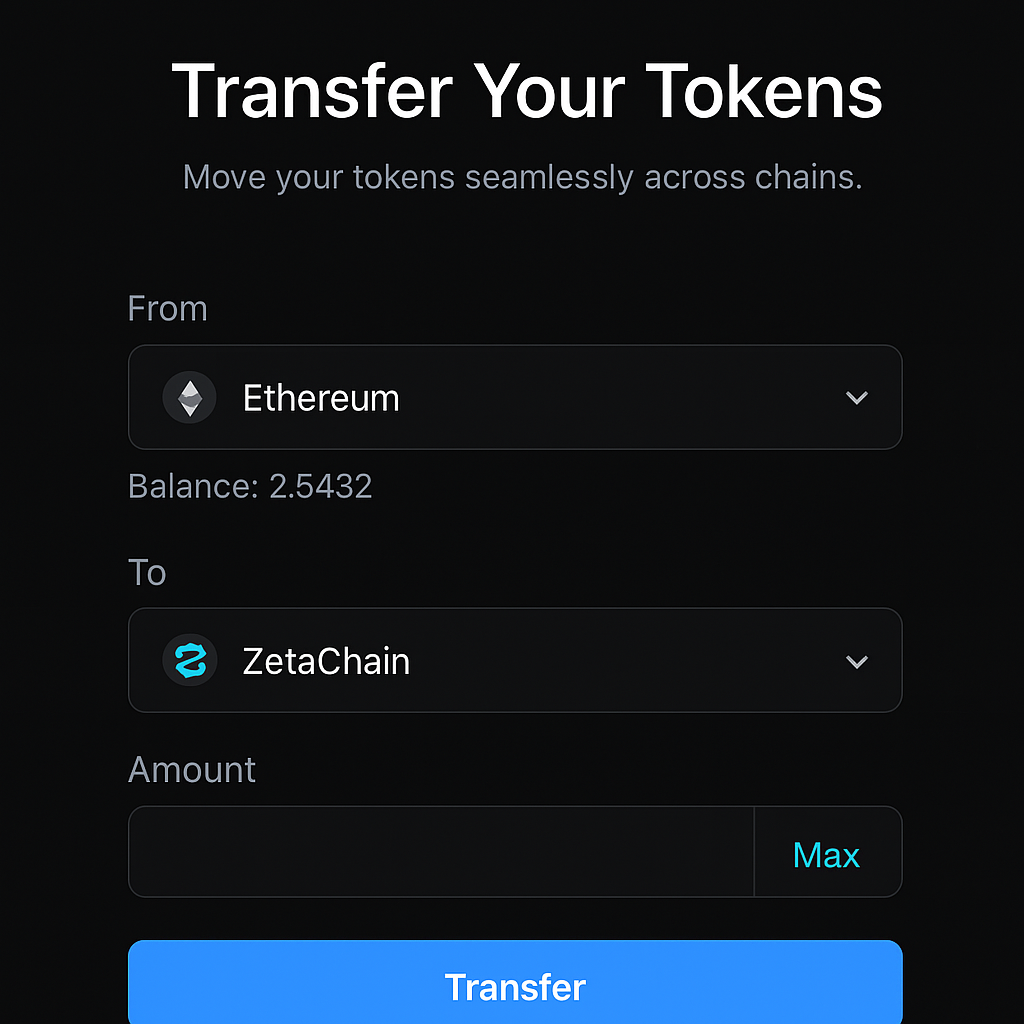 Transfer Your Tokens
Move your tokens seamlessly across chains.
From
Ethereum
Balance: 2.5432
To
ZetaChain
Amount
Max
Transfer